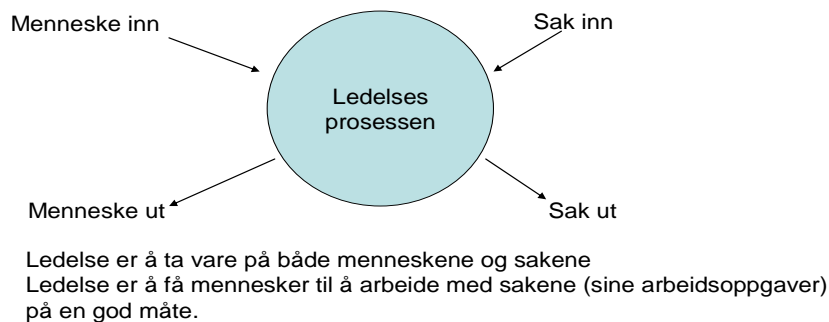 Menneske inn
Sak inn
Ledelses
prosessen
Menneske ut
Sak ut
Ledelse er å ta vare på både menneskene og sakene
Ledelse er å få mennesker til å arbeide med sakene (sine arbeidsoppgaver)
på en god måte.